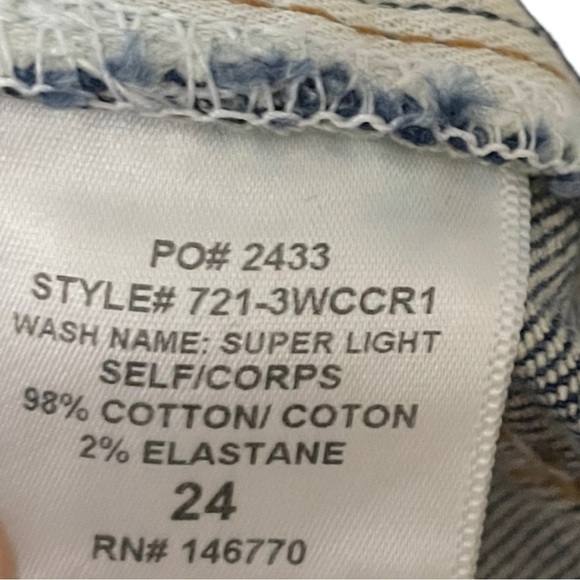 PO# 2433
STYLE# 721-3WCCR1
WASH NAME: SUPER LIGHT
SELF/CORPS
98% COTTON/ COTON
2% ELASTANE
24
RN# 146770